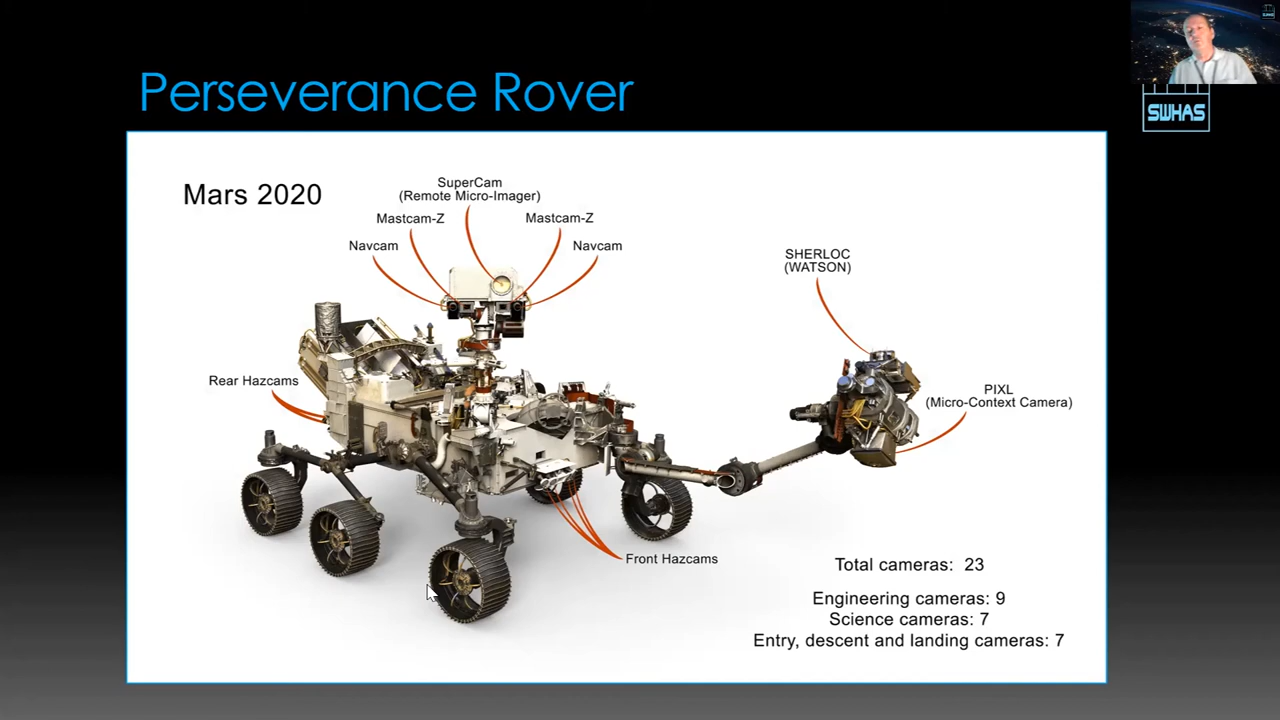 Perseverance Rover
SWHAS
Mars 2020
SuperCam
(Remote Micro-Imager)
Mastcam-Z
Mastcam-Z
Navcam
Navcam
SHERLOC
(WATSON)
Rear Hazcams
PIXL
(Micro-Context Camera)
Front Hazcams
Total cameras: 23
Engineering cameras: 9
Science cameras: 7
Entry, descent and landing cameras: 7